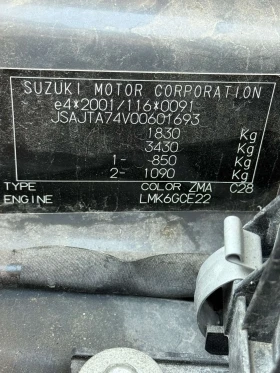 SUZUKI MOTOR CORPORATION
e4*2001/116*0091
JSAJTA74V00601693
1830 Kg
3430 Kg
1- -850 Kg
2- 1090 Kg
TYPE COLOR ZMA C28
ENGINE LMK6GCE22